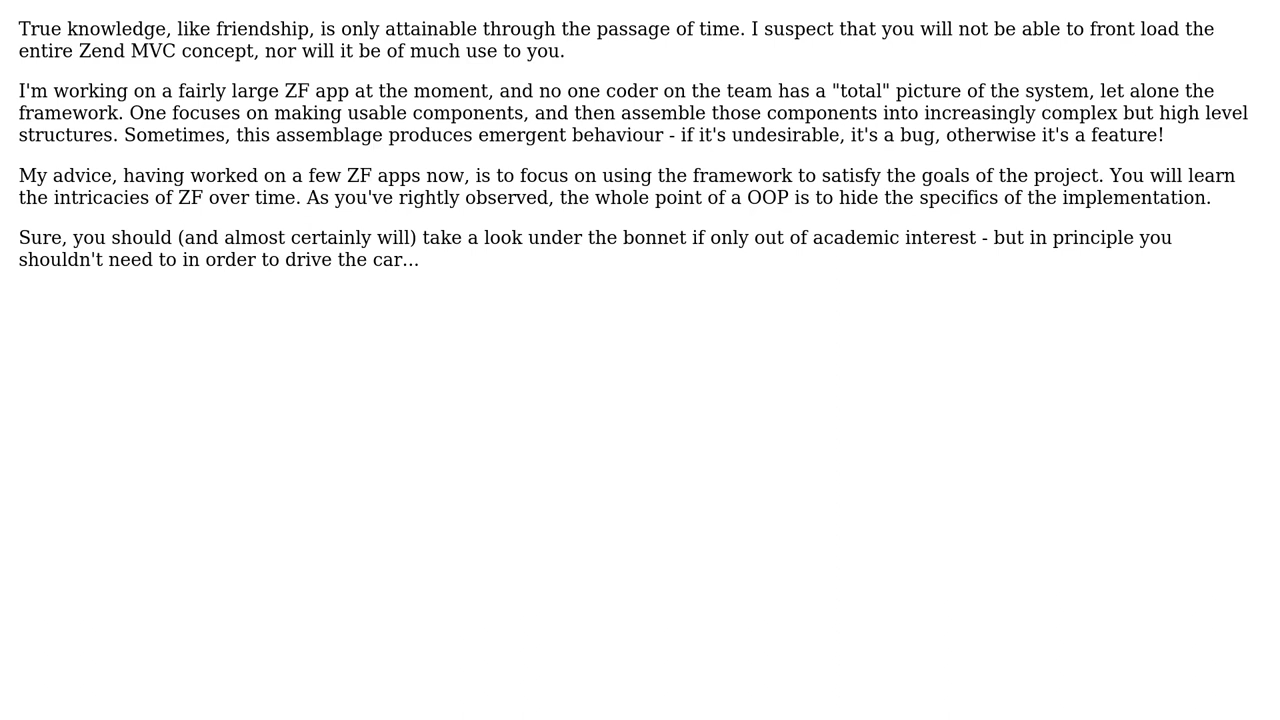 True knowledge, like friendship, is only attainable through the passage of time. I suspect that you will not be able to front load the
entire Zend MVC concept, nor will it be of much use to you.
I'm working on a fairly large ZF app at the moment, and no one coder on the team has a "total" picture of the system, let alone the
framework. One focuses on making usable components, and then assemble those components into increasingly complex but high level
structures. Sometimes, this assemblage produces emergent behaviour - if it's undesirable, it's a bug, otherwise it's a feature!
My advice, having worked on a few ZF apps now, is to focus on using the framework to satisfy the goals of the project. You will learn
the intricacies of ZF over time. As you've rightly observed, the whole point of a OOP is to hide the specifics of the implementation.
Sure, you should (and almost certainly will) take a look under the bonnet if only out of academic interest - but in principle you
shouldn't need to in order to drive the car...